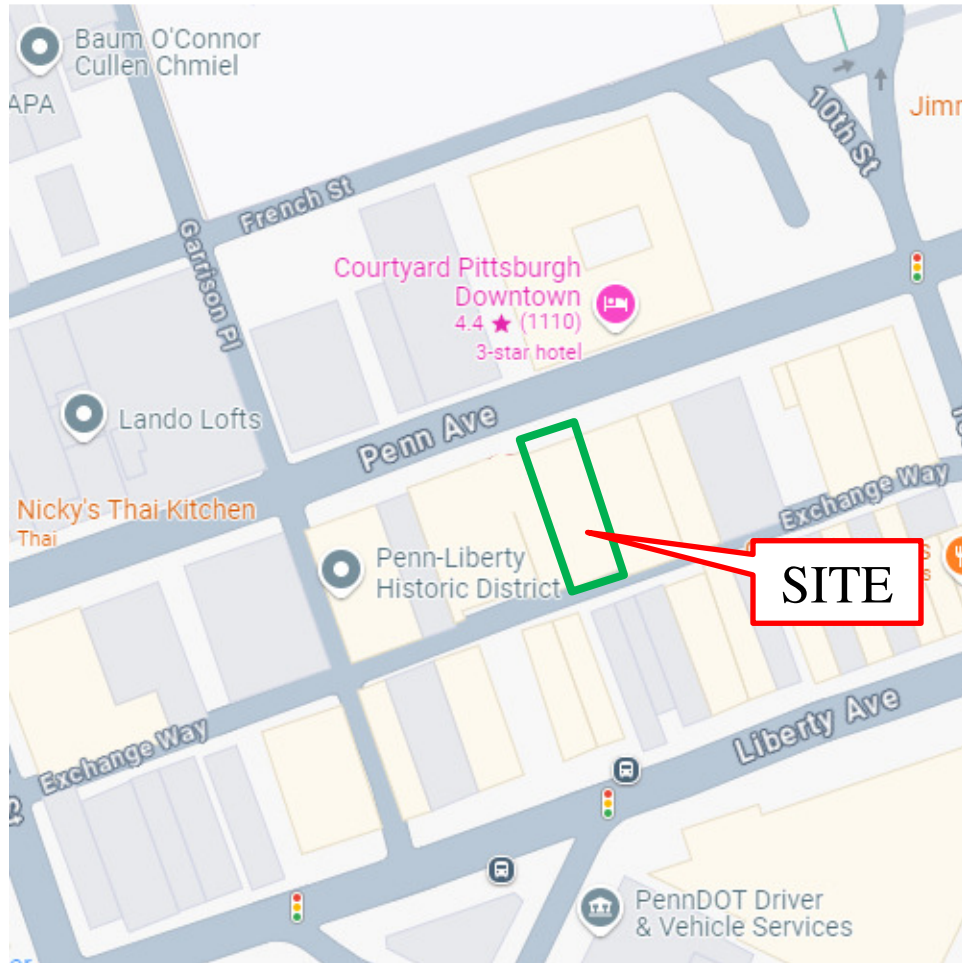 Baum O'Connor
Cullen Chmiel
APA
10th St
Jimr
French St
Garrison Pl
Courtyard Pittsburgh
Downtown
4.4 ★ (1110)
3-star hotel
Lando Lofts
Penn Ave
Nicky's Thai Kitchen
Thai
Exchange Way
Penn-Liberty
Historic District
SITE
Liberty Ave
Exchange Way
St
PennDOT Driver
& Vehicle Services